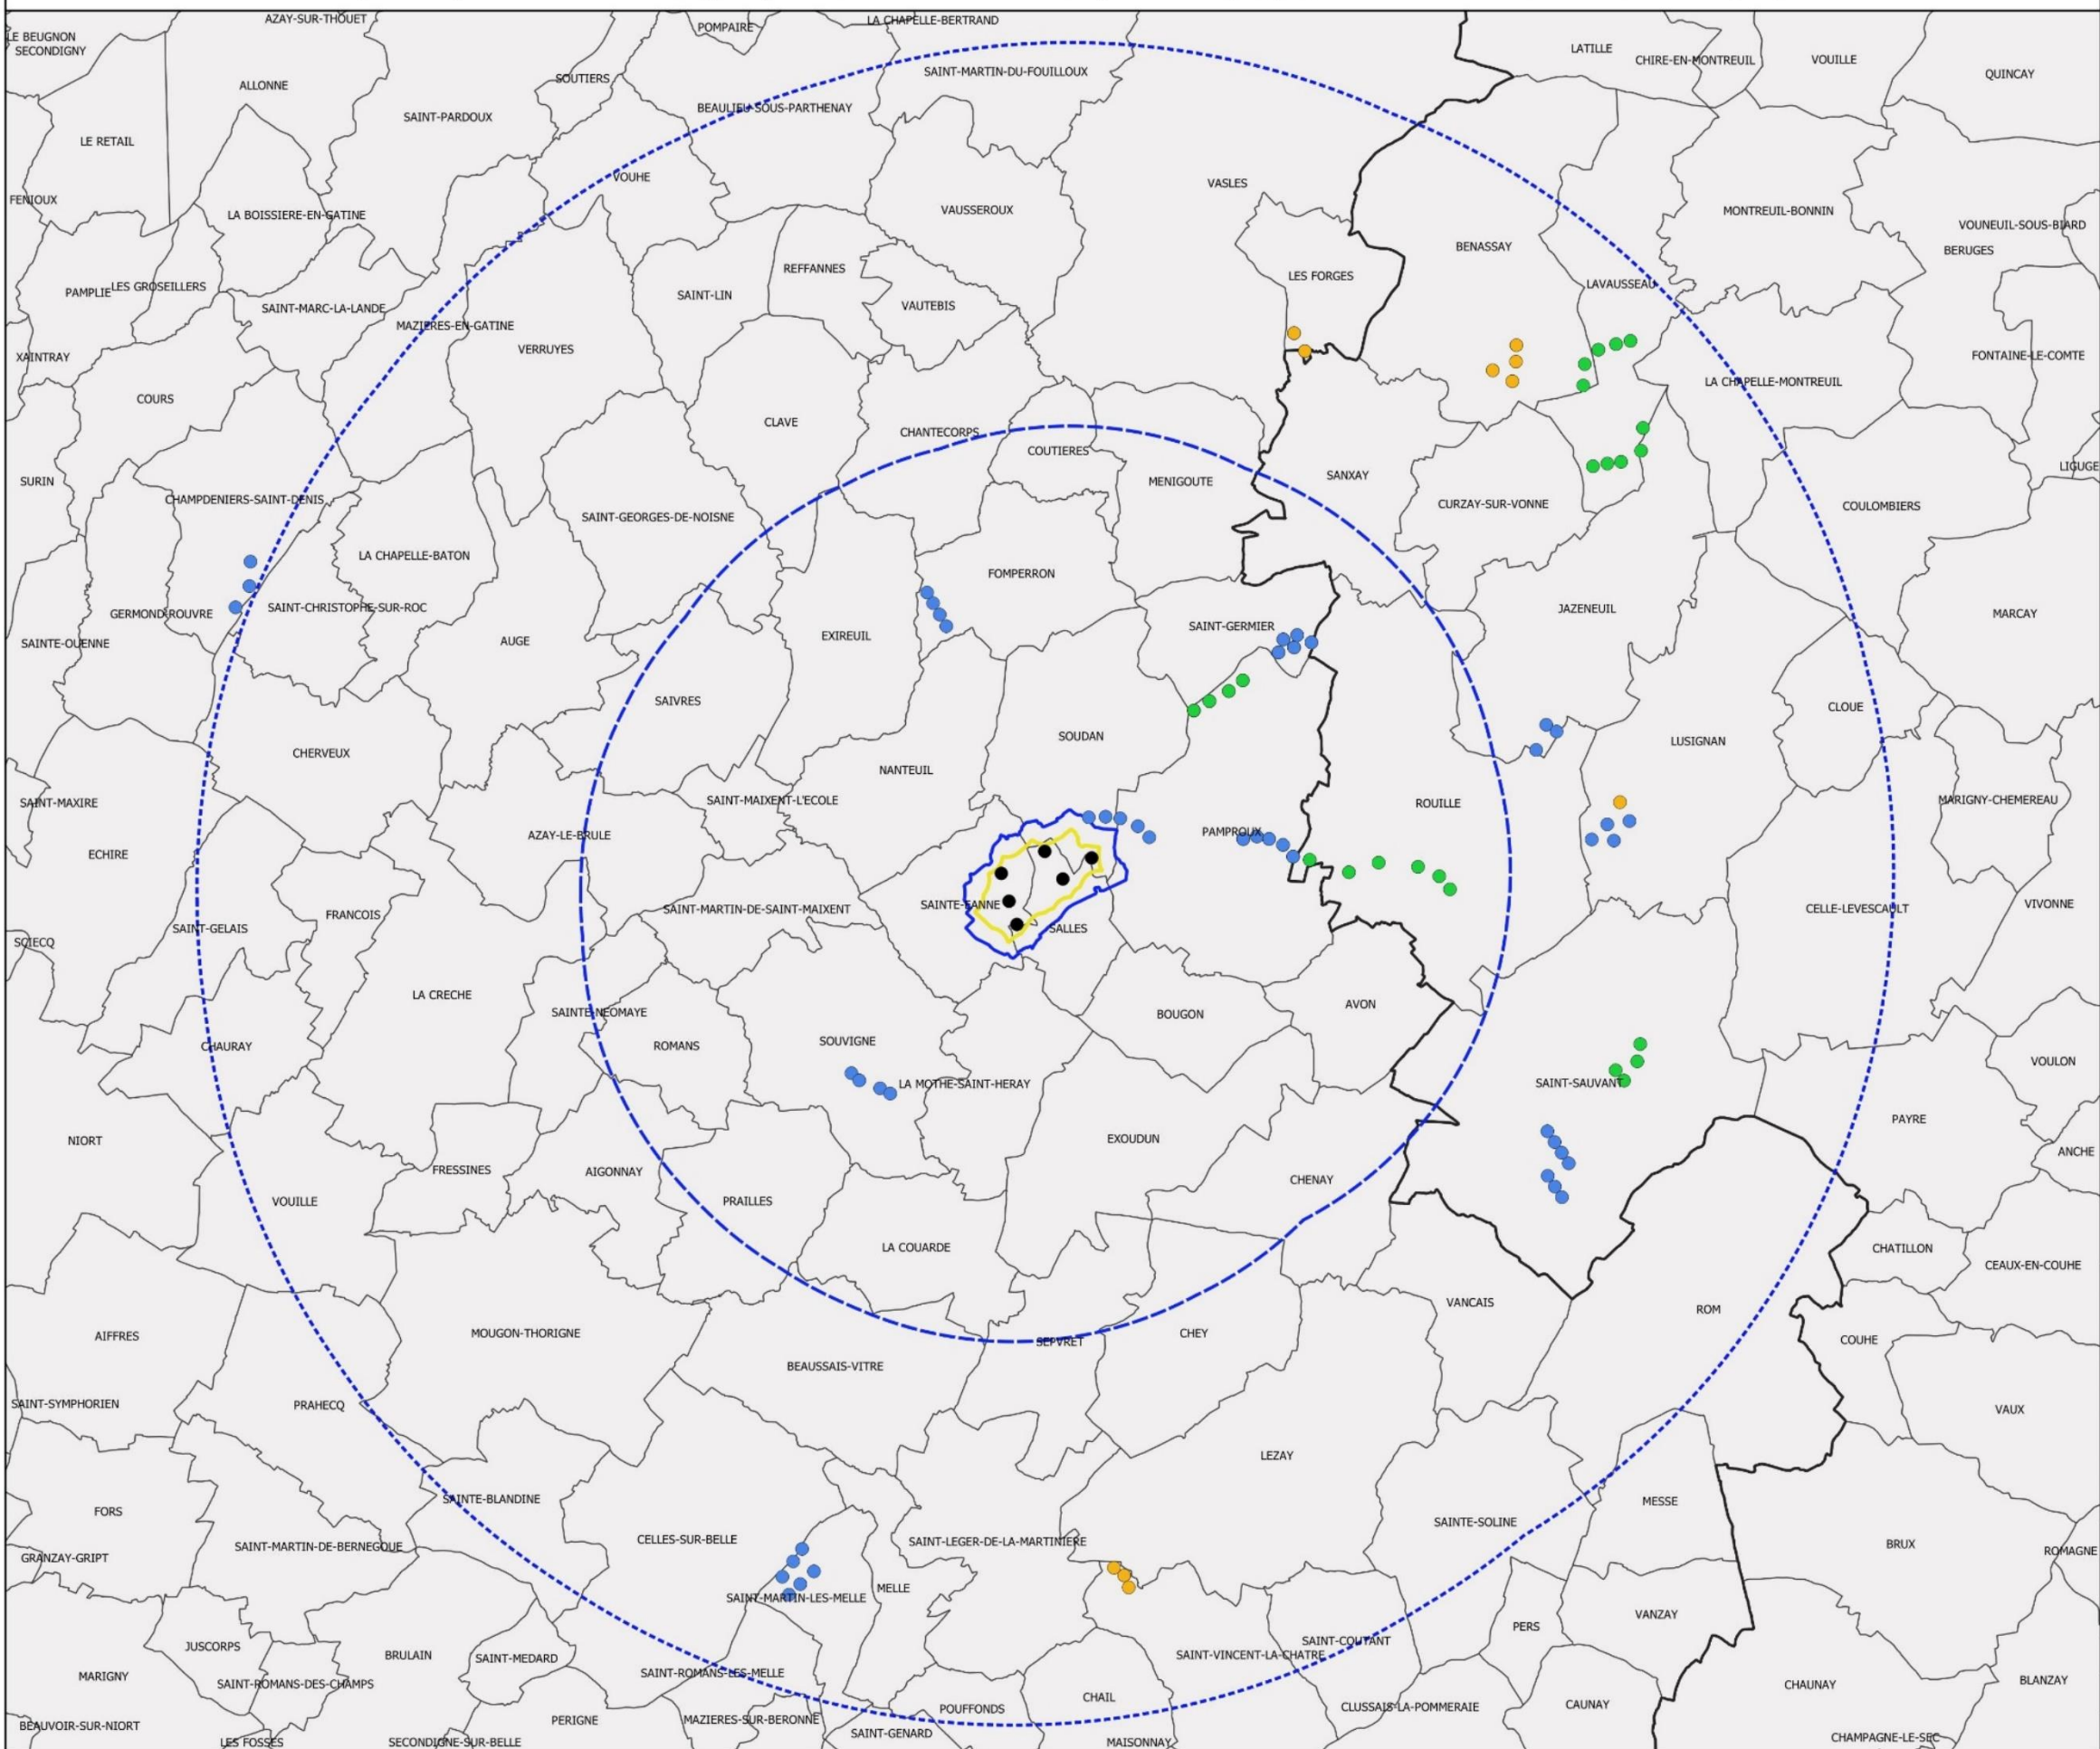 AZAY-SUR-THOUET
POMPAIRE
LA CHAPELLE-BERTRAND
LE BEUGNON
SECONDIGNY
LATILLE
CHIRE-EN-MONTREUIL
VOUILLE
QUINCAY
ALLONNE
SOUTIERS
SAINT-MARTIN-DU-FOUILLOUX
BEAULIEU-SOUS-PARTHENAY
SAINT-PARDOUX
LE RETAIL
VOUHE
VASLES
FENIOUX
LA BOISSIERE-EN-GATINE
VAUSSEROUX
MONTREUIL-BONNIN
VOUNEUIL-SOUS-BIARD
BENASSAY
BERUGES
REFFANNES
LES FORGES
LAVAUSSEAU
PAMPLIE
LES GROSEILLERS
SAINT-LIN
VAUTEBIS
SAINT-MARC-LA-LANDE
MAZIERES-EN-GATINE
VERRUYES
XAINTRAY
FONTAINE-LE-COMTE
LA CHAPELLE-MONTREUIL
COURS
CLAVE
CHANTECORPS
COUTIERES
LIGUGE
SANXAY
MENIGOUTE
SURIN
CHAMPDENIERS-SAINT-DENIS
CURZAY-SUR-VONNE
COULOMBIERS
SAINT-GEORGES-DE-NOISNE
LA CHAPELLE-BATON
FOMPERRON
SAINT-CHRISTOPHE-SUR-ROC
GERMOND-ROUVRE
JAZENEUIL
MARCAY
SAINT-GERMIER
EXIREUIL
AUGE
SAINTE-OUENNE
SAIVRES
CLOUE
SOUDAN
LUSIGNAN
CHERVEUX
NANTEUIL
SAINT-MAIXENT-L'ECOLE
SAINT-MAXIRE
ROUILLE
MARIGNY-CHEMEREAU
AZAY-LE-BRULE
PAMPROUX
ECHIRE
SAINTE-EANNE
SAINT-MARTIN-DE-SAINT-MAIXENT
CELLE-LEVESCAULT
VIVONNE
FRANCOIS
SAINT-GELAIS
SALLES
SCIECQ
LA CRECHE
AVON
SAINTE-NEOMAYE
BOUGON
CHAURAY
ROMANS
SOUVIGNE
VOULON
LA MOTHE-SAINT-HERAY
SAINT-SAUVANT
PAYRE
NIORT
EXOUDUN
ANCHE
FRESSINES
AIGONNAY
CHENAY
VOUILLE
PRAILLES
LA COUARDE
CHATILLON
CEAUX-EN-COUHE
VANCAIS
ROM
AIFFRES
MOUGON-THORIGNE
CHEY
SEPVRET
COUHE
BEAUSSAIS-VITRE
SAINT-SYMPHORIEN
PRAHECQ
VAUX
LEZAY
SAINTE-BLANDINE
MESSE
FORS
SAINTE-SOLINE
CELLES-SUR-BELLE
SAINT-LEGER-DE-LA-MARTINIERE
BRUX
SAINT-MARTIN-DE-BERNEGOUE
ROMAGNE
GRANZAY-GRIPT
MELLE
SAINT-MARTIN-LES-MELLE
VANZAY
PERS
SAINT-COUTANT
JUSCORPS
BRULAIN
SAINT-MEDARD
SAINT-VINCENT-LA-CHATRE
SAINT-ROMANS-LES-MELLE
MARIGNY
SAINT-ROMANS-DES-CHAMPS
BLANZAY
CHAUNAY
CHAIL
CAUNAY
CLUSSAIS-LA-POMMERAIE
POUFFONDS
PERIGNE
MAZIERES-SUR-BERONNE
BEAUVOIR-SUR-NIORT
SAINT-GENARD
CHAMPAGNE-LE-SEC
LES FOSSES
SECONDIGNE-SUR-BELLE
MAISONNAY